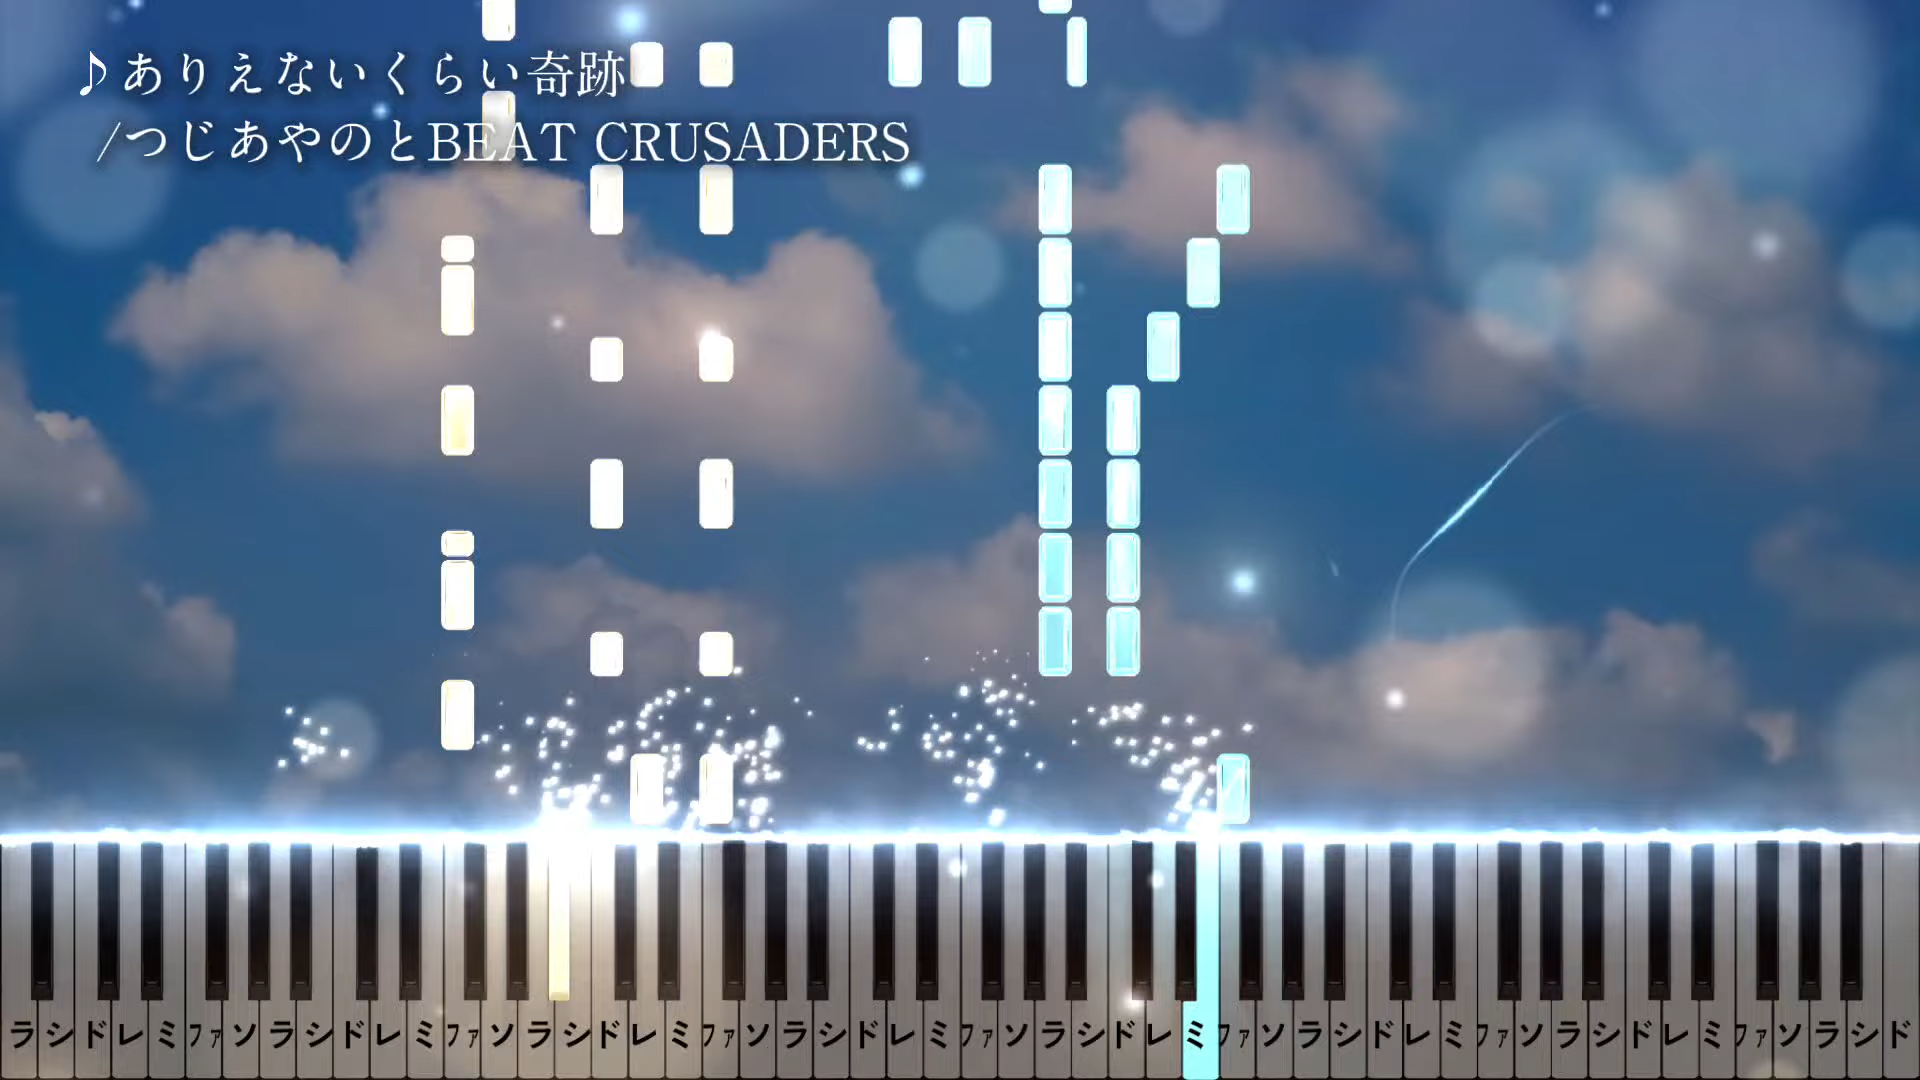 ♪ありえないくらい奇跡
/つじあやのとBEAT CRUSADERS
ラシドレミファソラシドレミファソラシドレミファソラシドレミファソラシドレミファソラシドレミファソラシドレミファソラシド